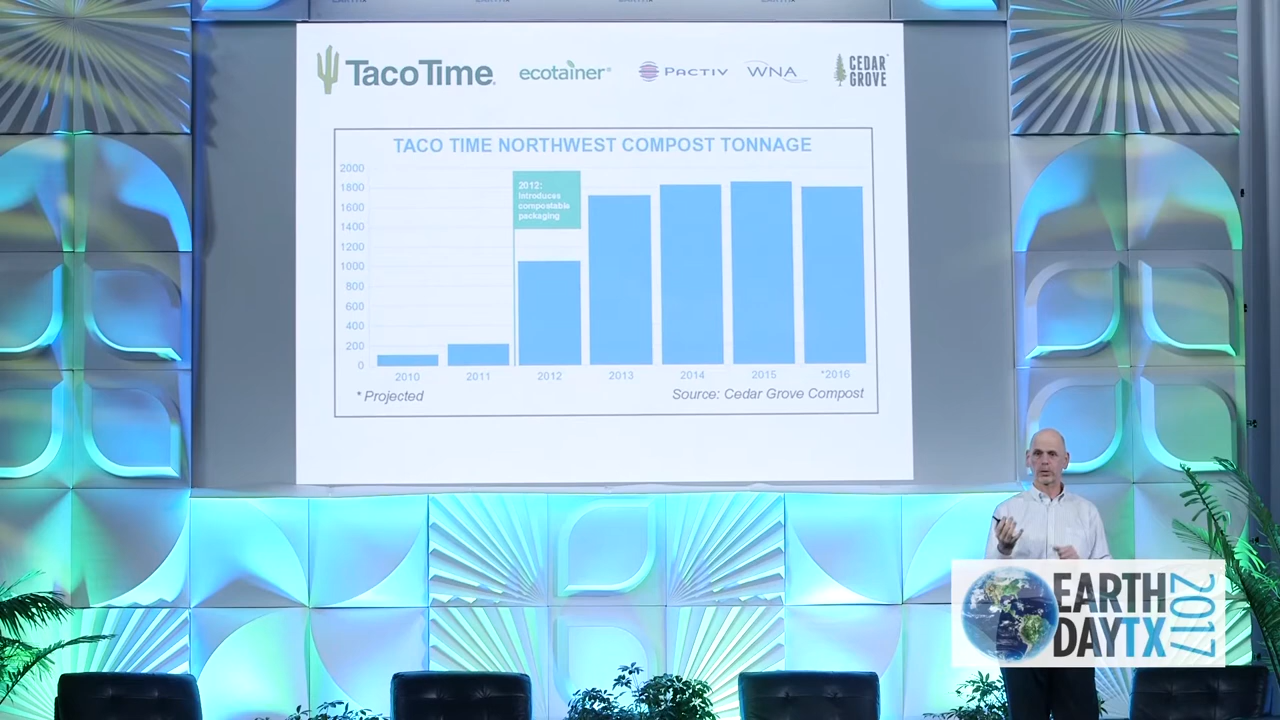 TacoTime
ecotainer®
PACTIV
WNA
CEDAR
GROVE
TACO TIME NORTHWEST COMPOST TONNAGE
2000
1800
1600
1400
1200
1000
800
600
400
200
0
2012:
Introduces
compostable
packaging
2010
2011
2012
2013
2014
2015
*2016
* Projected
Source: Cedar Grove Compost
EARTH
DAYTX
2017